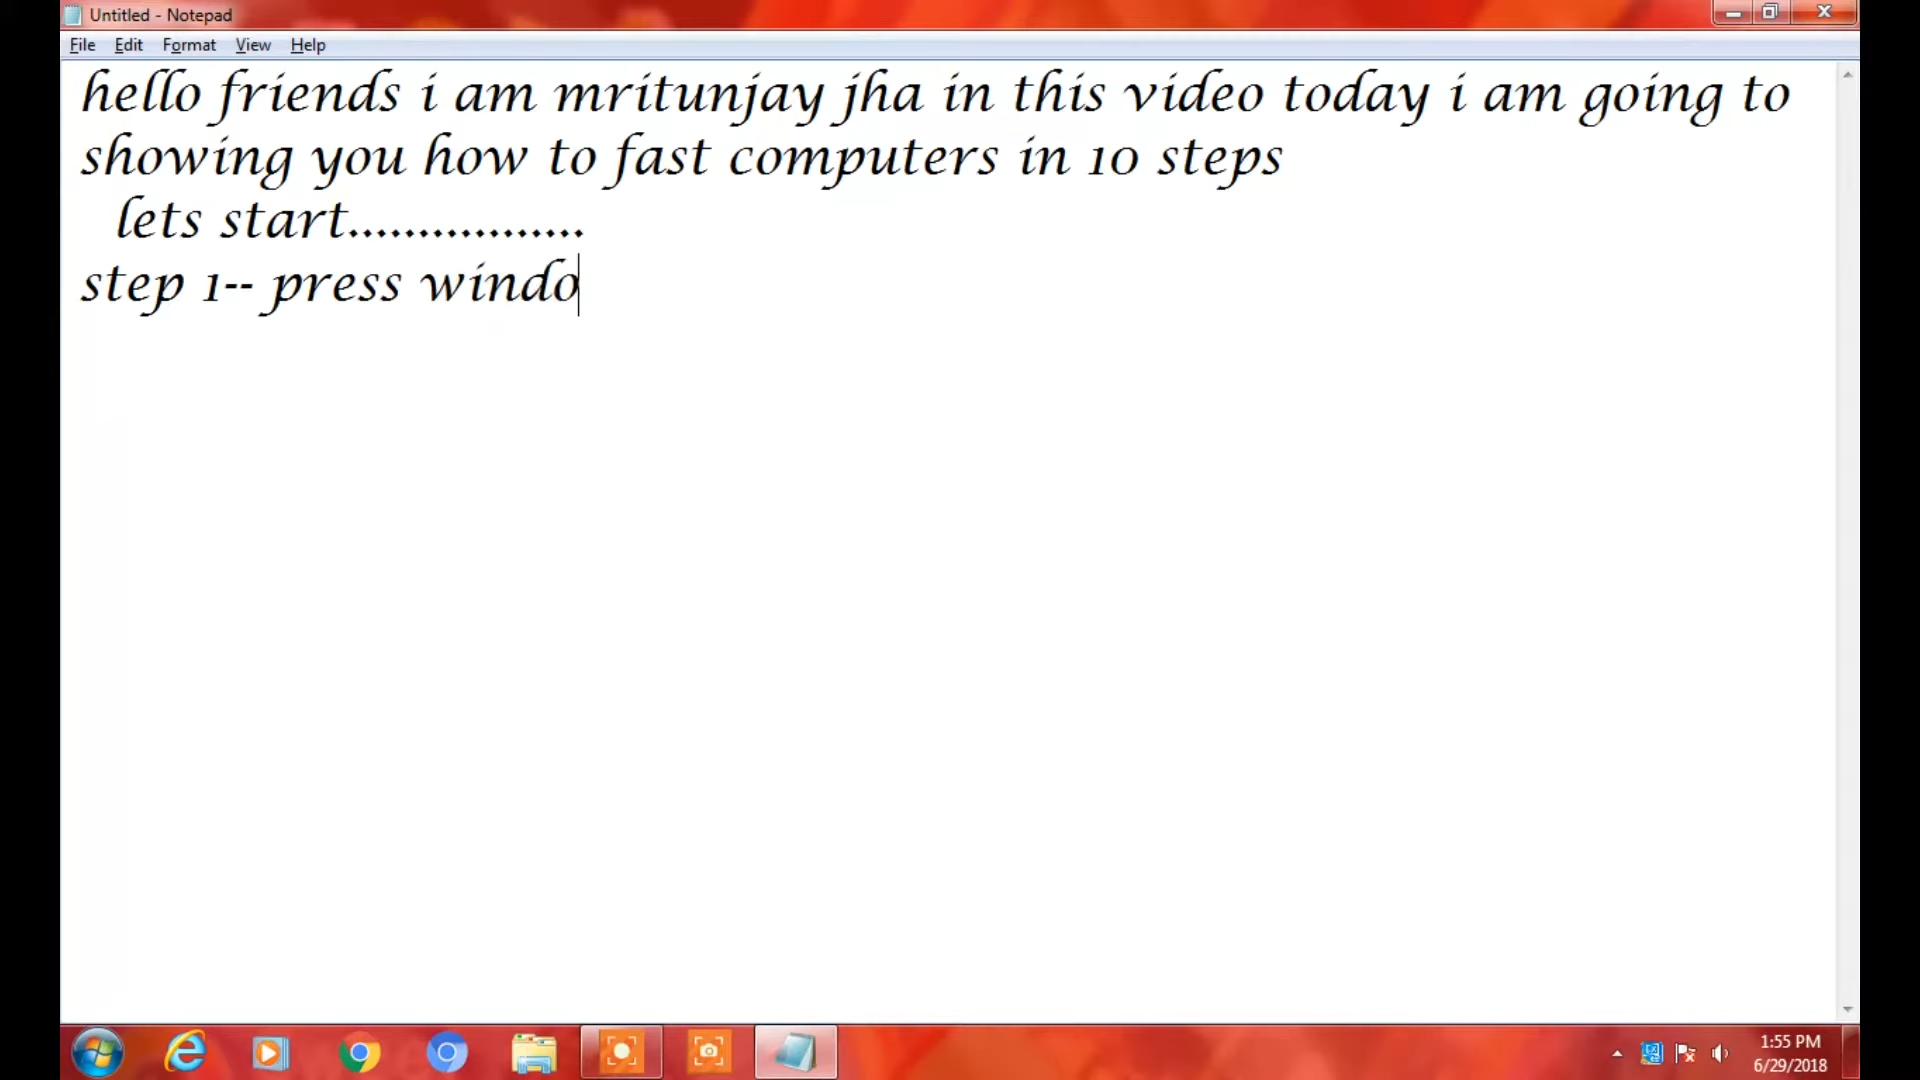 Untitled - Notepad
File Edit Format View Help
hello friends i am mritunjay jha in this video today i am going to
showing you how to fast computers in 10 steps
lets start.................
step 1-- press windo
1:55 PM
6/29/2018